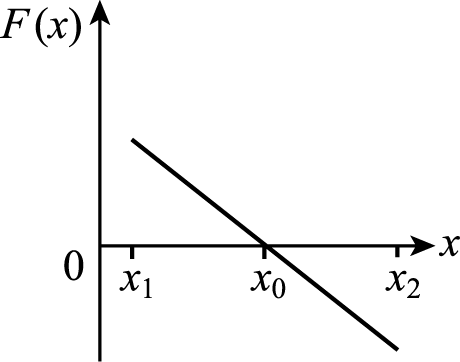 F(x)
x
0
x₁
x₀
x₂